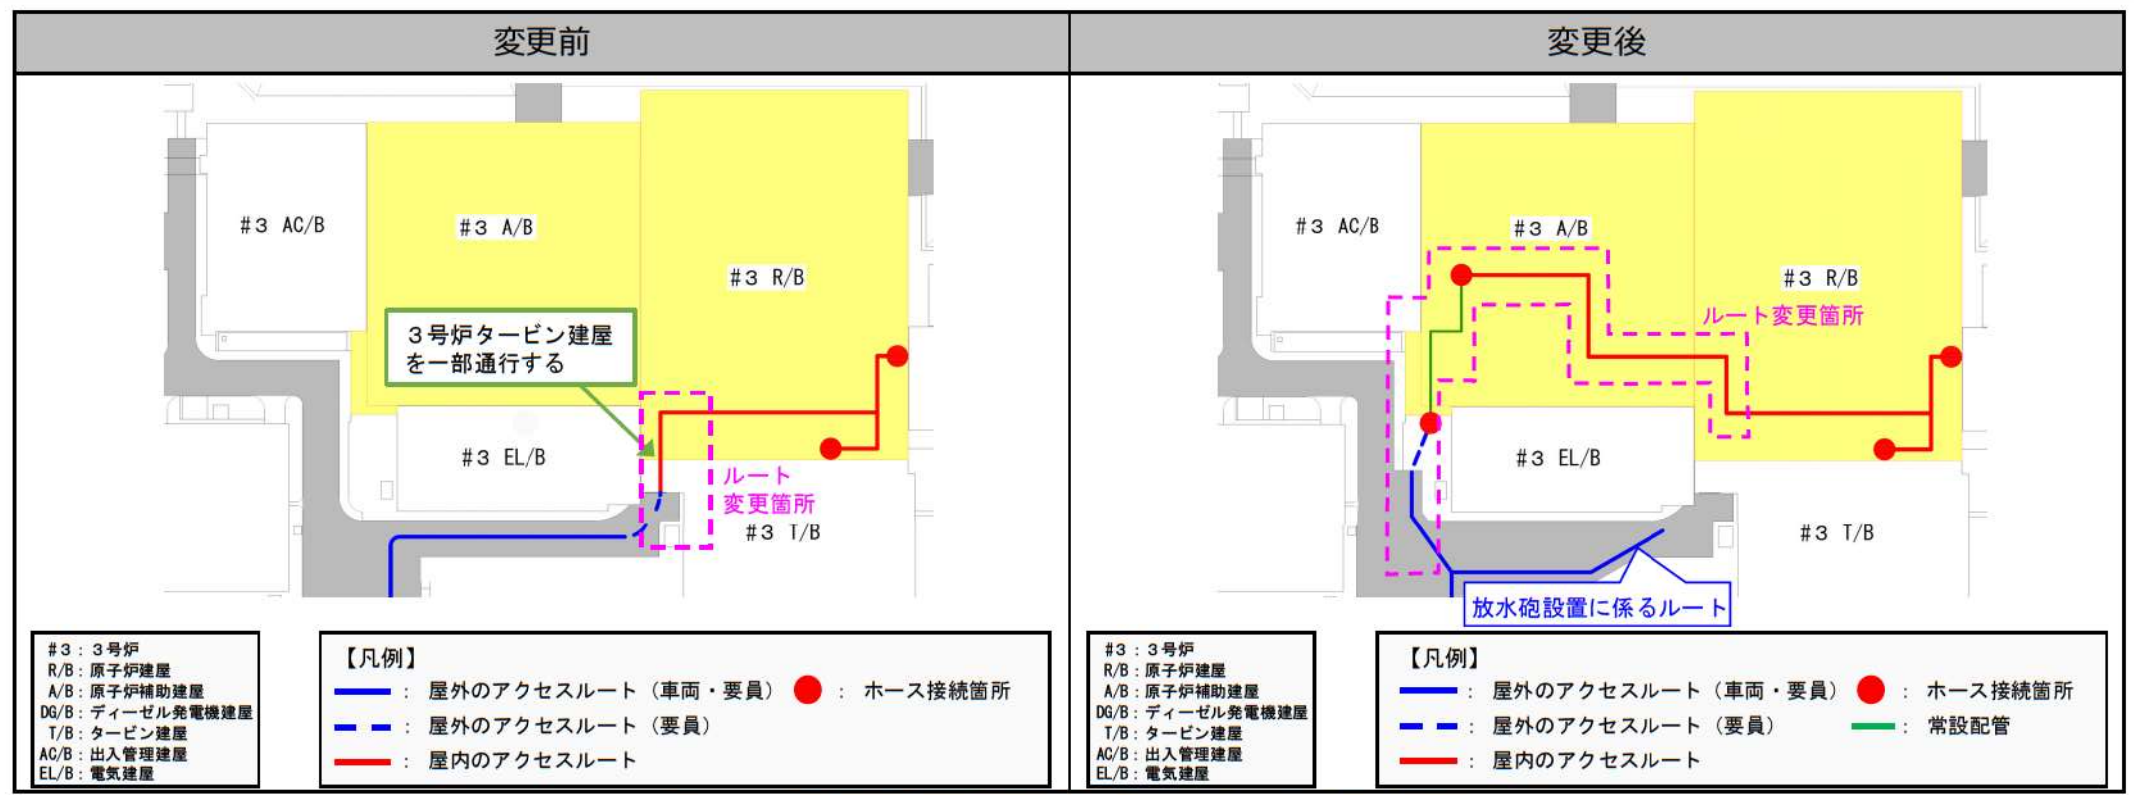 変更前
#3 AC/B
#3 A/B
#3 R/B
3号炉タービン建屋
を一部通行する
#3 EL/B
ルート
変更箇所
#3 T/B
#3:3号炉
R/B:原子炉建屋
A/B:原子炉補助建屋
DG/B:ディーゼル発電機建屋
T/B:タービン建屋
AC/B:出入管理建屋
EL/B:電気建屋
【凡例】
: 屋外のアクセスルート(車両・要員) : ホース接続箇所
: 屋外のアクセスルート(要員)
: 屋内のアクセスルート
変更後
#3 AC/B
#3 A/B
#3 R/B
ルート変更箇所
#3 EL/B
#3 T/B
放水砲設置に係るルート
#3:3号炉
R/B:原子炉建屋
A/B:原子炉補助建屋
DG/B:ディーゼル発電機建屋
T/B:タービン建屋
AC/B:出入管理建屋
EL/B:電気建屋
【凡例】
: 屋外のアクセスルート(車両・要員) : ホース接続箇所
: 屋外のアクセスルート(要員) : 常設配管
: 屋内のアクセスルート